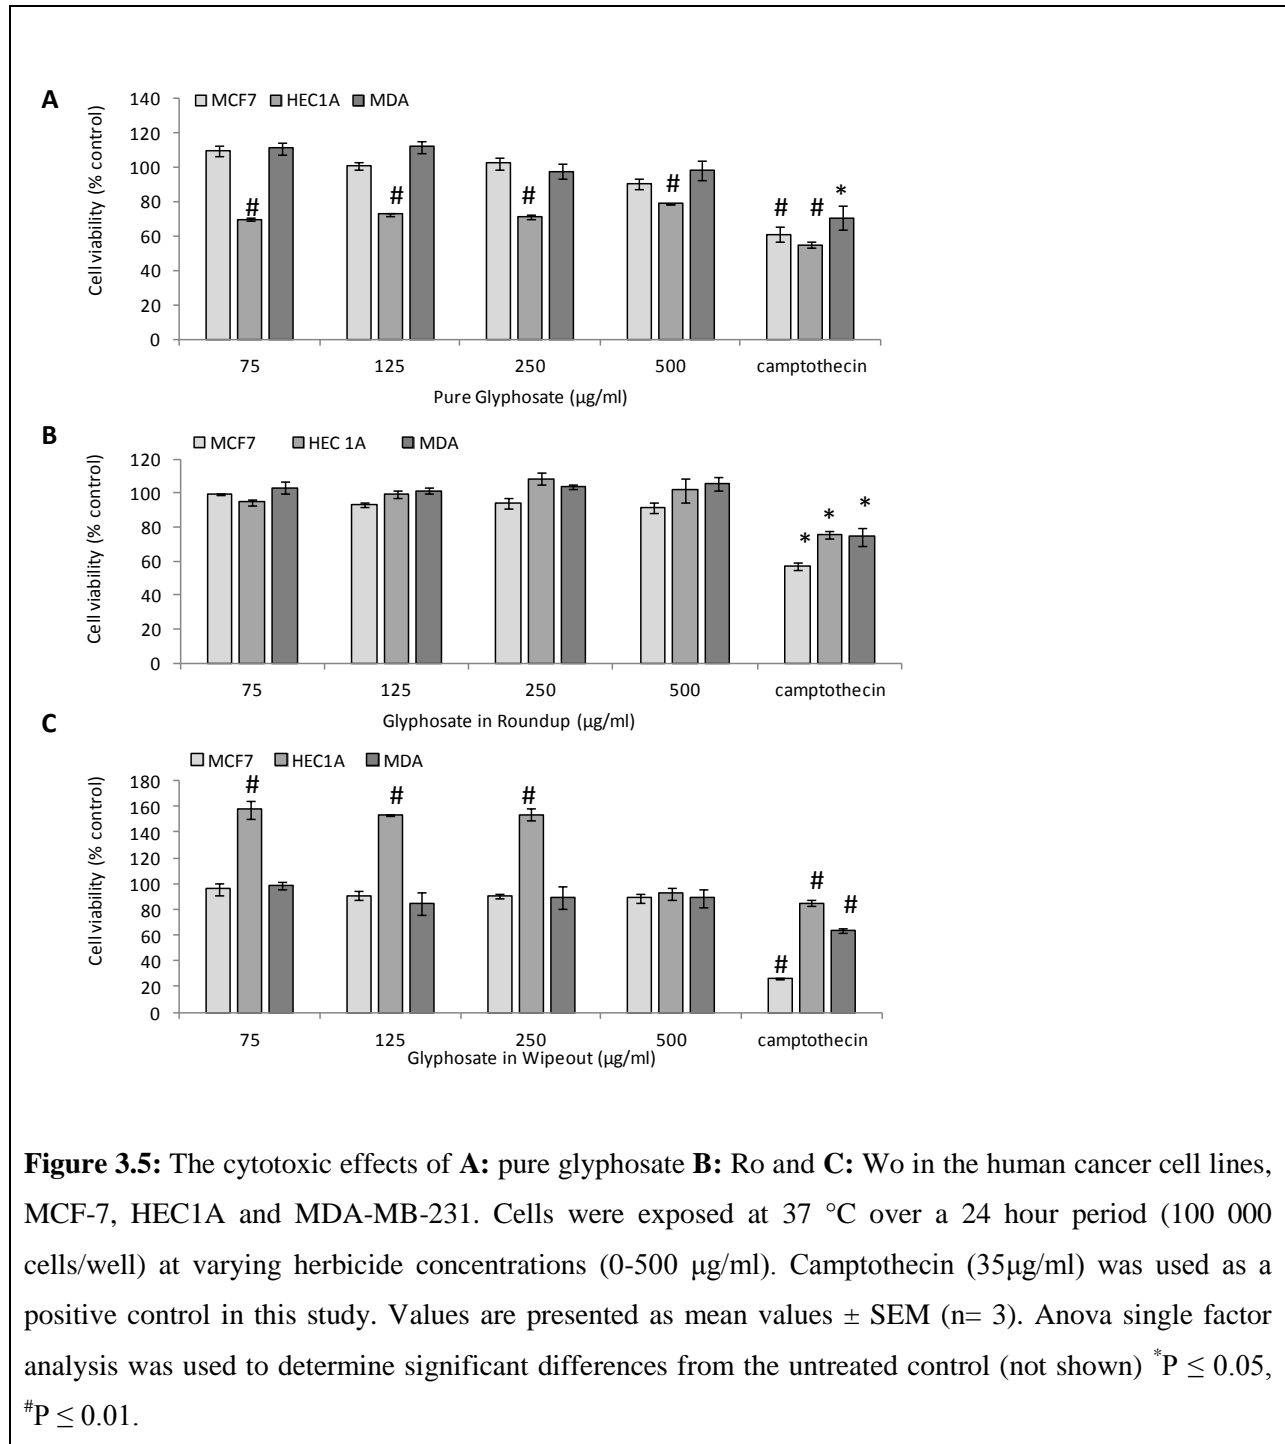 A
MCF7 HEC1A MDA
Cell viability (% control)
140
120
100
80
60
40
20
0
# # # # # # *
75 125 250 500 camptothecin
Pure Glyphosate (µg/ml)
B
MCF7 HEC 1A MDA
Cell viability (% control)
120
100
80
60
40
20
0
* * *
75 125 250 500 camptothecin
Glyphosate in Roundup (µg/ml)
C
MCF7 HEC1A MDA
Cell viability (% control)
180
160
140
120
100
80
60
40
20
0
# # # # # #
75 125 250 500 camptothecin
Glyphosate in Wipeout (µg/ml)
Figure 3.5: The cytotoxic effects of A: pure glyphosate B: Ro and C: Wo in the human cancer cell lines,
MCF-7, HEC1A and MDA-MB-231. Cells were exposed at 37 °C over a 24 hour period (100 000
cells/well) at varying herbicide concentrations (0-500 µg/ml). Camptothecin (35µg/ml) was used as a
positive control in this study. Values are presented as mean values ± SEM (n= 3). Anova single factor
analysis was used to determine significant differences from the untreated control (not shown) *P ≤ 0.05,
#P ≤ 0.01.